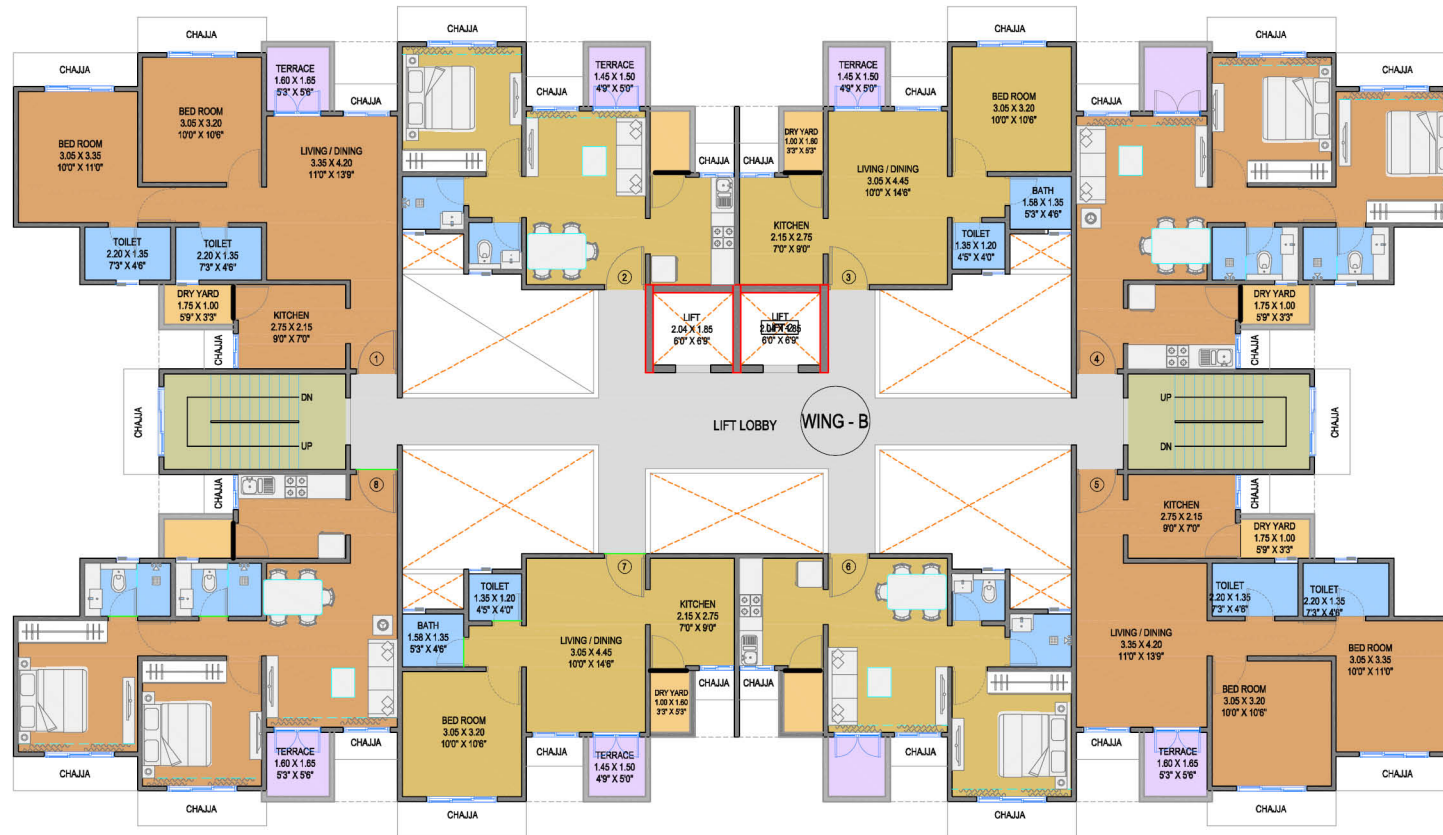 CHAJJA
CHAJJA
TERRACE
1.60 X 1.65
5'3" X 5'6"
CHAJJA
CHAJJA
TERRACE
1.45 X 1.50
4'9" X 5'0"
TERRACE
1.45 X 1.50
4'9" X 5'0"
CHAJJA
CHAJJA
CHAJJA
CHAJJA
CHAJJA
BED ROOM
3.05 X 3.20
10'0" X 10'6"
BED ROOM
3.05 X 3.35
10'0" X 11'0"
LIVING / DINING
3.35 X 4.20
11'0" X 13'9"
TOILET
2.20 X 1.35
7'3" X 4'6"
TOILET
2.20 X 1.35
7'3" X 4'6"
DRY YARD
1.75 X 1.00
5'9" X 3'3"
KITCHEN
2.75 X 2.15
9'0" X 7'0"
CHAJJA
1
2
CHAJJA
CHAJJA
DRY YARD
1.00 X 1.60
3'3" X 5'3"
LIVING / DINING
3.05 X 4.45
10'0" X 14'6"
BED ROOM
3.05 X 3.20
10'0" X 10'6"
BATH
1.58 X 1.35
5'3" X 4'6"
TOILET
1.35 X 1.20
4'5" X 4'0"
KITCHEN
2.15 X 2.75
7'0" X 9'0"
3
LIFT
2.04 X 1.85
6'0" X 6'9"
LIFT
6'0" X 6'9"
DRY YARD
1.75 X 1.00
5'9" X 3'3"
CHAJJA
4
CHAJJA
DN
UP
LIFT LOBBY
WING - B
UP
DN
CHAJJA
CHAJJA
8
7
6
5
KITCHEN
2.75 X 2.15
9'0" X 7'0"
CHAJJA
DRY YARD
1.75 X 1.00
5'9" X 3'3"
TOILET
1.35 X 1.20
4'5" X 4'0"
BATH
1.58 X 1.35
5'3" X 4'6"
KITCHEN
2.15 X 2.75
7'0" X 9'0"
LIVING / DINING
3.05 X 4.45
10'0" X 14'6"
BED ROOM
3.05 X 3.20
10'0" X 10'6"
DRY YARD
1.00 X 1.60
3'3" X 5'3"
CHAJJA
CHAJJA
TOILET
2.20 X 1.35
7'3" X 4'6"
TOILET
2.20 X 1.35
7'3" X 4'6"
LIVING / DINING
3.35 X 4.20
11'0" X 13'9"
BED ROOM
3.05 X 3.35
10'0" X 11'0"
BED ROOM
3.05 X 3.20
10'0" X 10'6"
CHAJJA
TERRACE
1.60 X 1.65
5'3" X 5'6"
CHAJJA
CHAJJA
TERRACE
1.45 X 1.50
4'9" X 5'0"
CHAJJA
CHAJJA
TERRACE
1.60 X 1.65
5'3" X 5'6"
CHAJJA
CHAJJA
CHAJJA
CHAJJA
CHAJJA